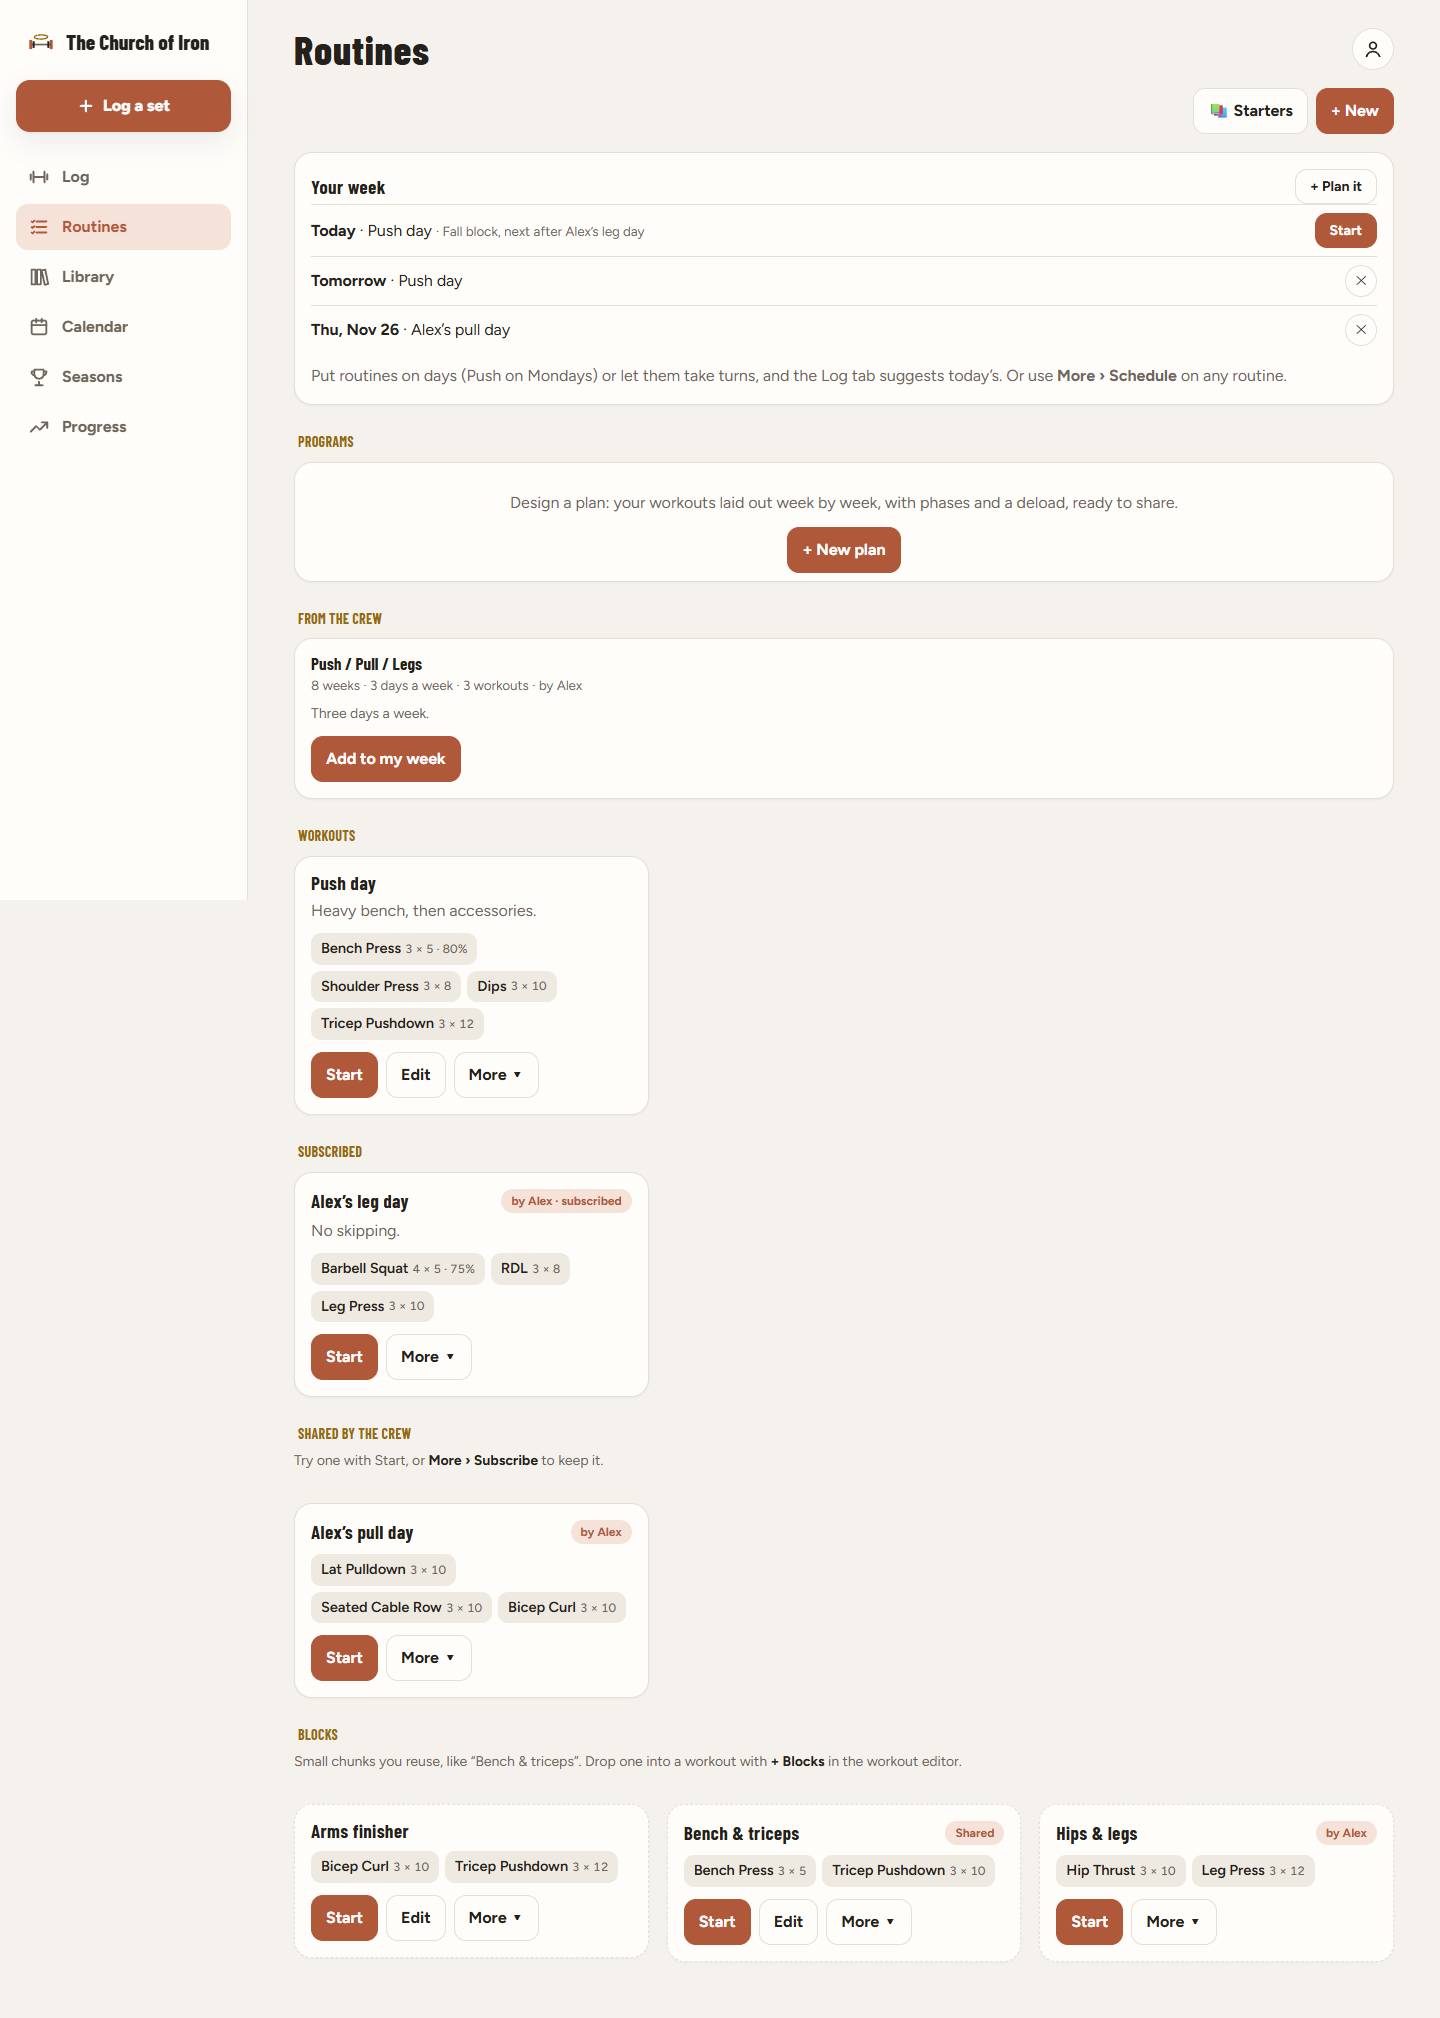 The Church of Iron
+ Log a set
Log
Routines
Library
Calendar
Seasons
Progress
Routines
Starters
+ New
Your week
+ Plan it
Today · Push day · Fall block, next after Alex’s leg day
Start
Tomorrow · Push day
Thu, Nov 26 · Alex’s pull day
Put routines on days (Push on Mondays) or let them take turns, and the Log tab suggests today’s. Or use More › Schedule on any routine.
PROGRAMS
Design a plan: your workouts laid out week by week, with phases and a deload, ready to share.
+ New plan
FROM THE CREW
Push / Pull / Legs
8 weeks · 3 days a week · 3 workouts · by Alex
Three days a week.
Add to my week
WORKOUTS
Push day
Heavy bench, then accessories.
Bench Press 3 × 5 · 80%
Shoulder Press 3 × 8 Dips 3 × 10
Tricep Pushdown 3 × 12
Start Edit More ▼
SUBSCRIBED
Alex’s leg day by Alex · subscribed
No skipping.
Barbell Squat 4 × 5 · 75% RDL 3 × 8
Leg Press 3 × 10
Start More ▼
SHARED BY THE CREW
Try one with Start, or More › Subscribe to keep it.
Alex’s pull day by Alex
Lat Pulldown 3 × 10
Seated Cable Row 3 × 10 Bicep Curl 3 × 10
Start More ▼
BLOCKS
Small chunks you reuse, like “Bench & triceps”. Drop one into a workout with + Blocks in the workout editor.
Arms finisher
Bicep Curl 3 × 10 Tricep Pushdown 3 × 12
Start Edit More ▼
Bench & triceps Shared
Bench Press 3 × 5 Tricep Pushdown 3 × 10
Start Edit More ▼
Hips & legs by Alex
Hip Thrust 3 × 10 Leg Press 3 × 12
Start More ▼